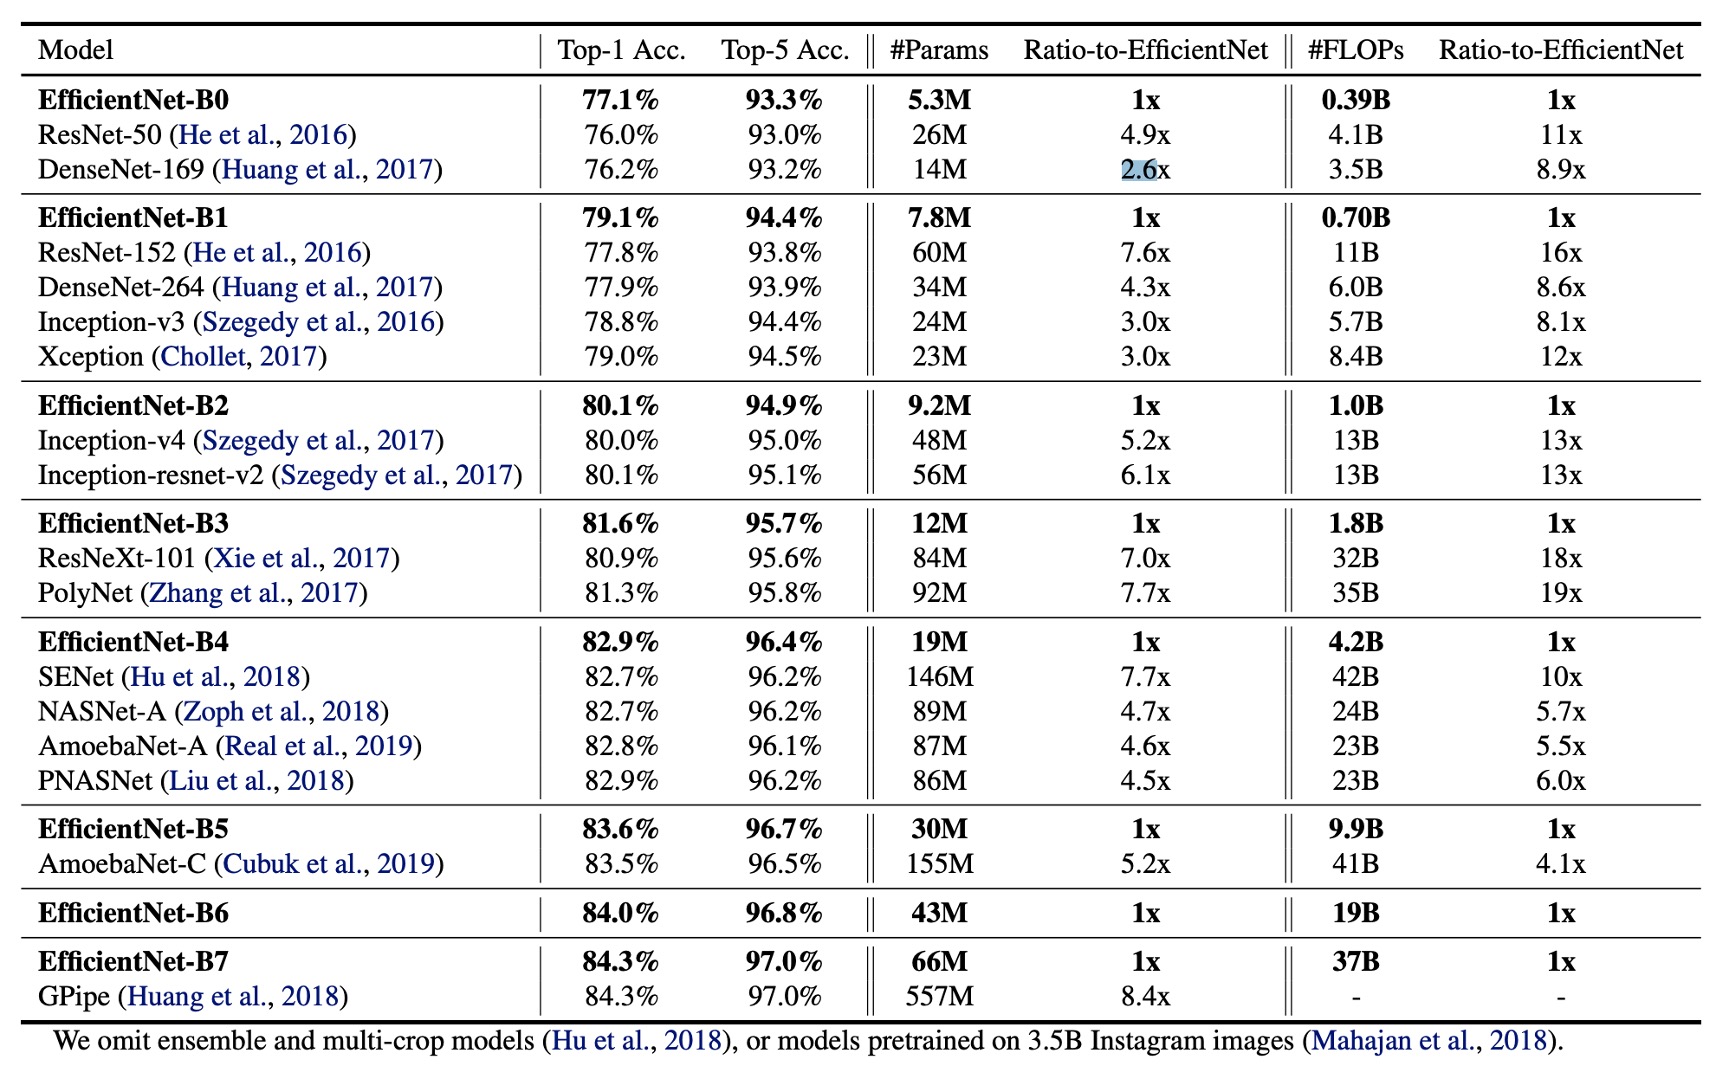 Model Top-1 Acc. Top-5 Acc. #Params Ratio-to-EfficientNet #FLOPs Ratio-to-EfficientNet
EfficientNet-B0 77.1% 93.3% 5.3M 1x 0.39B 1x
ResNet-50 (He et al., 2016) 76.0% 93.0% 26M 4.9x 4.1B 11x
DenseNet-169 (Huang et al., 2017) 76.2% 93.2% 14M 2.6x 3.5B 8.9x
EfficientNet-B1 79.1% 94.4% 7.8M 1x 0.70B 1x
ResNet-152 (He et al., 2016) 77.8% 93.8% 60M 7.6x 11B 16x
DenseNet-264 (Huang et al., 2017) 77.9% 93.9% 34M 4.3x 6.0B 8.6x
Inception-v3 (Szegedy et al., 2016) 78.8% 94.4% 24M 3.0x 5.7B 8.1x
Xception (Chollet, 2017) 79.0% 94.5% 23M 3.0x 8.4B 12x
EfficientNet-B2 80.1% 94.9% 9.2M 1x 1.0B 1x
Inception-v4 (Szegedy et al., 2017) 80.0% 95.0% 48M 5.2x 13B 13x
Inception-resnet-v2 (Szegedy et al., 2017) 80.1% 95.1% 56M 6.1x 13B 13x
EfficientNet-B3 81.6% 95.7% 12M 1x 1.8B 1x
ResNeXt-101 (Xie et al., 2017) 80.9% 95.6% 84M 7.0x 32B 18x
PolyNet (Zhang et al., 2017) 81.3% 95.8% 92M 7.7x 35B 19x
EfficientNet-B4 82.9% 96.4% 19M 1x 4.2B 1x
SENet (Hu et al., 2018) 82.7% 96.2% 146M 7.7x 42B 10x
NASNet-A (Zoph et al., 2018) 82.7% 96.2% 89M 4.7x 24B 5.7x
AmoebaNet-A (Real et al., 2019) 82.8% 96.1% 87M 4.6x 23B 5.5x
PNASNet (Liu et al., 2018) 82.9% 96.2% 86M 4.5x 23B 6.0x
EfficientNet-B5 83.6% 96.7% 30M 1x 9.9B 1x
AmoebaNet-C (Cubuk et al., 2019) 83.5% 96.5% 155M 5.2x 41B 4.1x
EfficientNet-B6 84.0% 96.8% 43M 1x 19B 1x
EfficientNet-B7 84.3% 97.0% 66M 1x 37B 1x
GPipe (Huang et al., 2018) 84.3% 97.0% 557M 8.4x - -
We omit ensemble and multi-crop models (Hu et al., 2018), or models pretrained on 3.5B Instagram images (Mahajan et al., 2018).